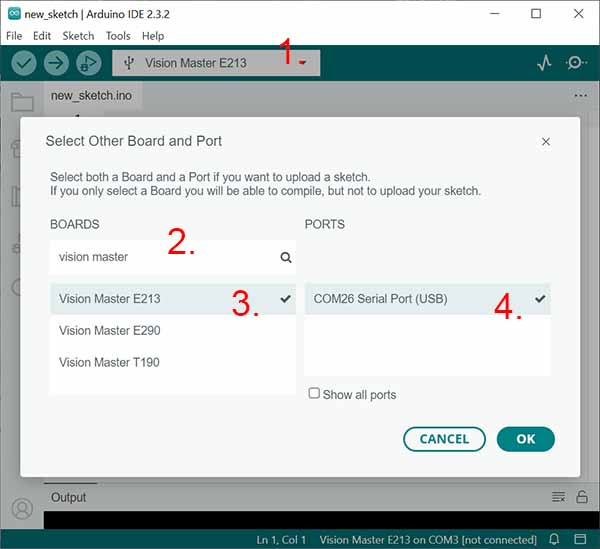 new_sketch | Arduino IDE 2.3.2
File Edit Sketch Tools Help
Vision Master E213 1.
new_sketch.ino
1
Select Other Board and Port
Select both a Board and a Port if you want to upload a sketch.
If you only select a Board you will be able to compile, but not to upload your sketch.
BOARDS PORTS
vision master 2.
Vision Master E213 3. COM26 Serial Port (USB) 4.
Vision Master E290
Vision Master T190
Show all ports
CANCEL OK
Output
Ln 1, Col 1 Vision Master E213 on COM3 [not connected]